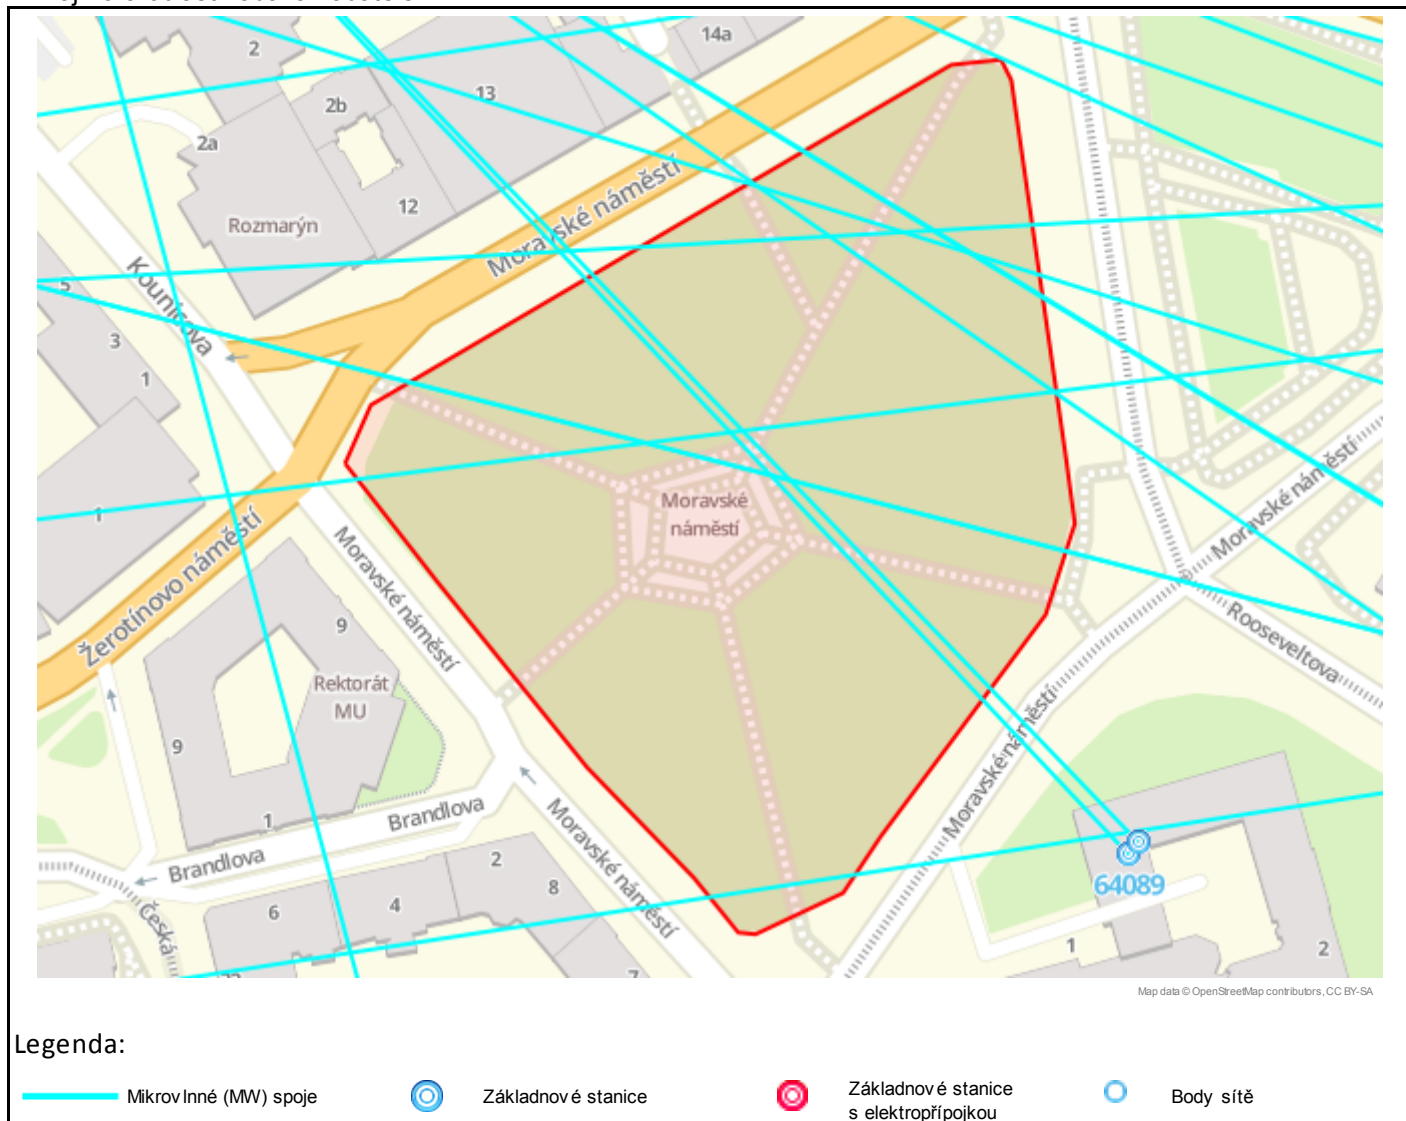 14a
2
13
2b
2a
12
Rozmarýn
Moravské náměstí
Kounicova
5
3
1
1
Moravské
náměstí
Moravské náměstí
Žerotínovo náměstí
Moravské náměstí
9
Rektorát
MU
9
1
Rooseveltova
Moravské náměstí
Brandlova
Brandlova
Moravské náměstí
2
8
6
4
Česká
7
64089
1
2
Map data © OpenStreetMap contributors, CC BY-SA
Legenda:
Mikrovlnné (MW) spoje
Základnové stanice
Základnové stanice
s elektropřípojkou
Body sítě